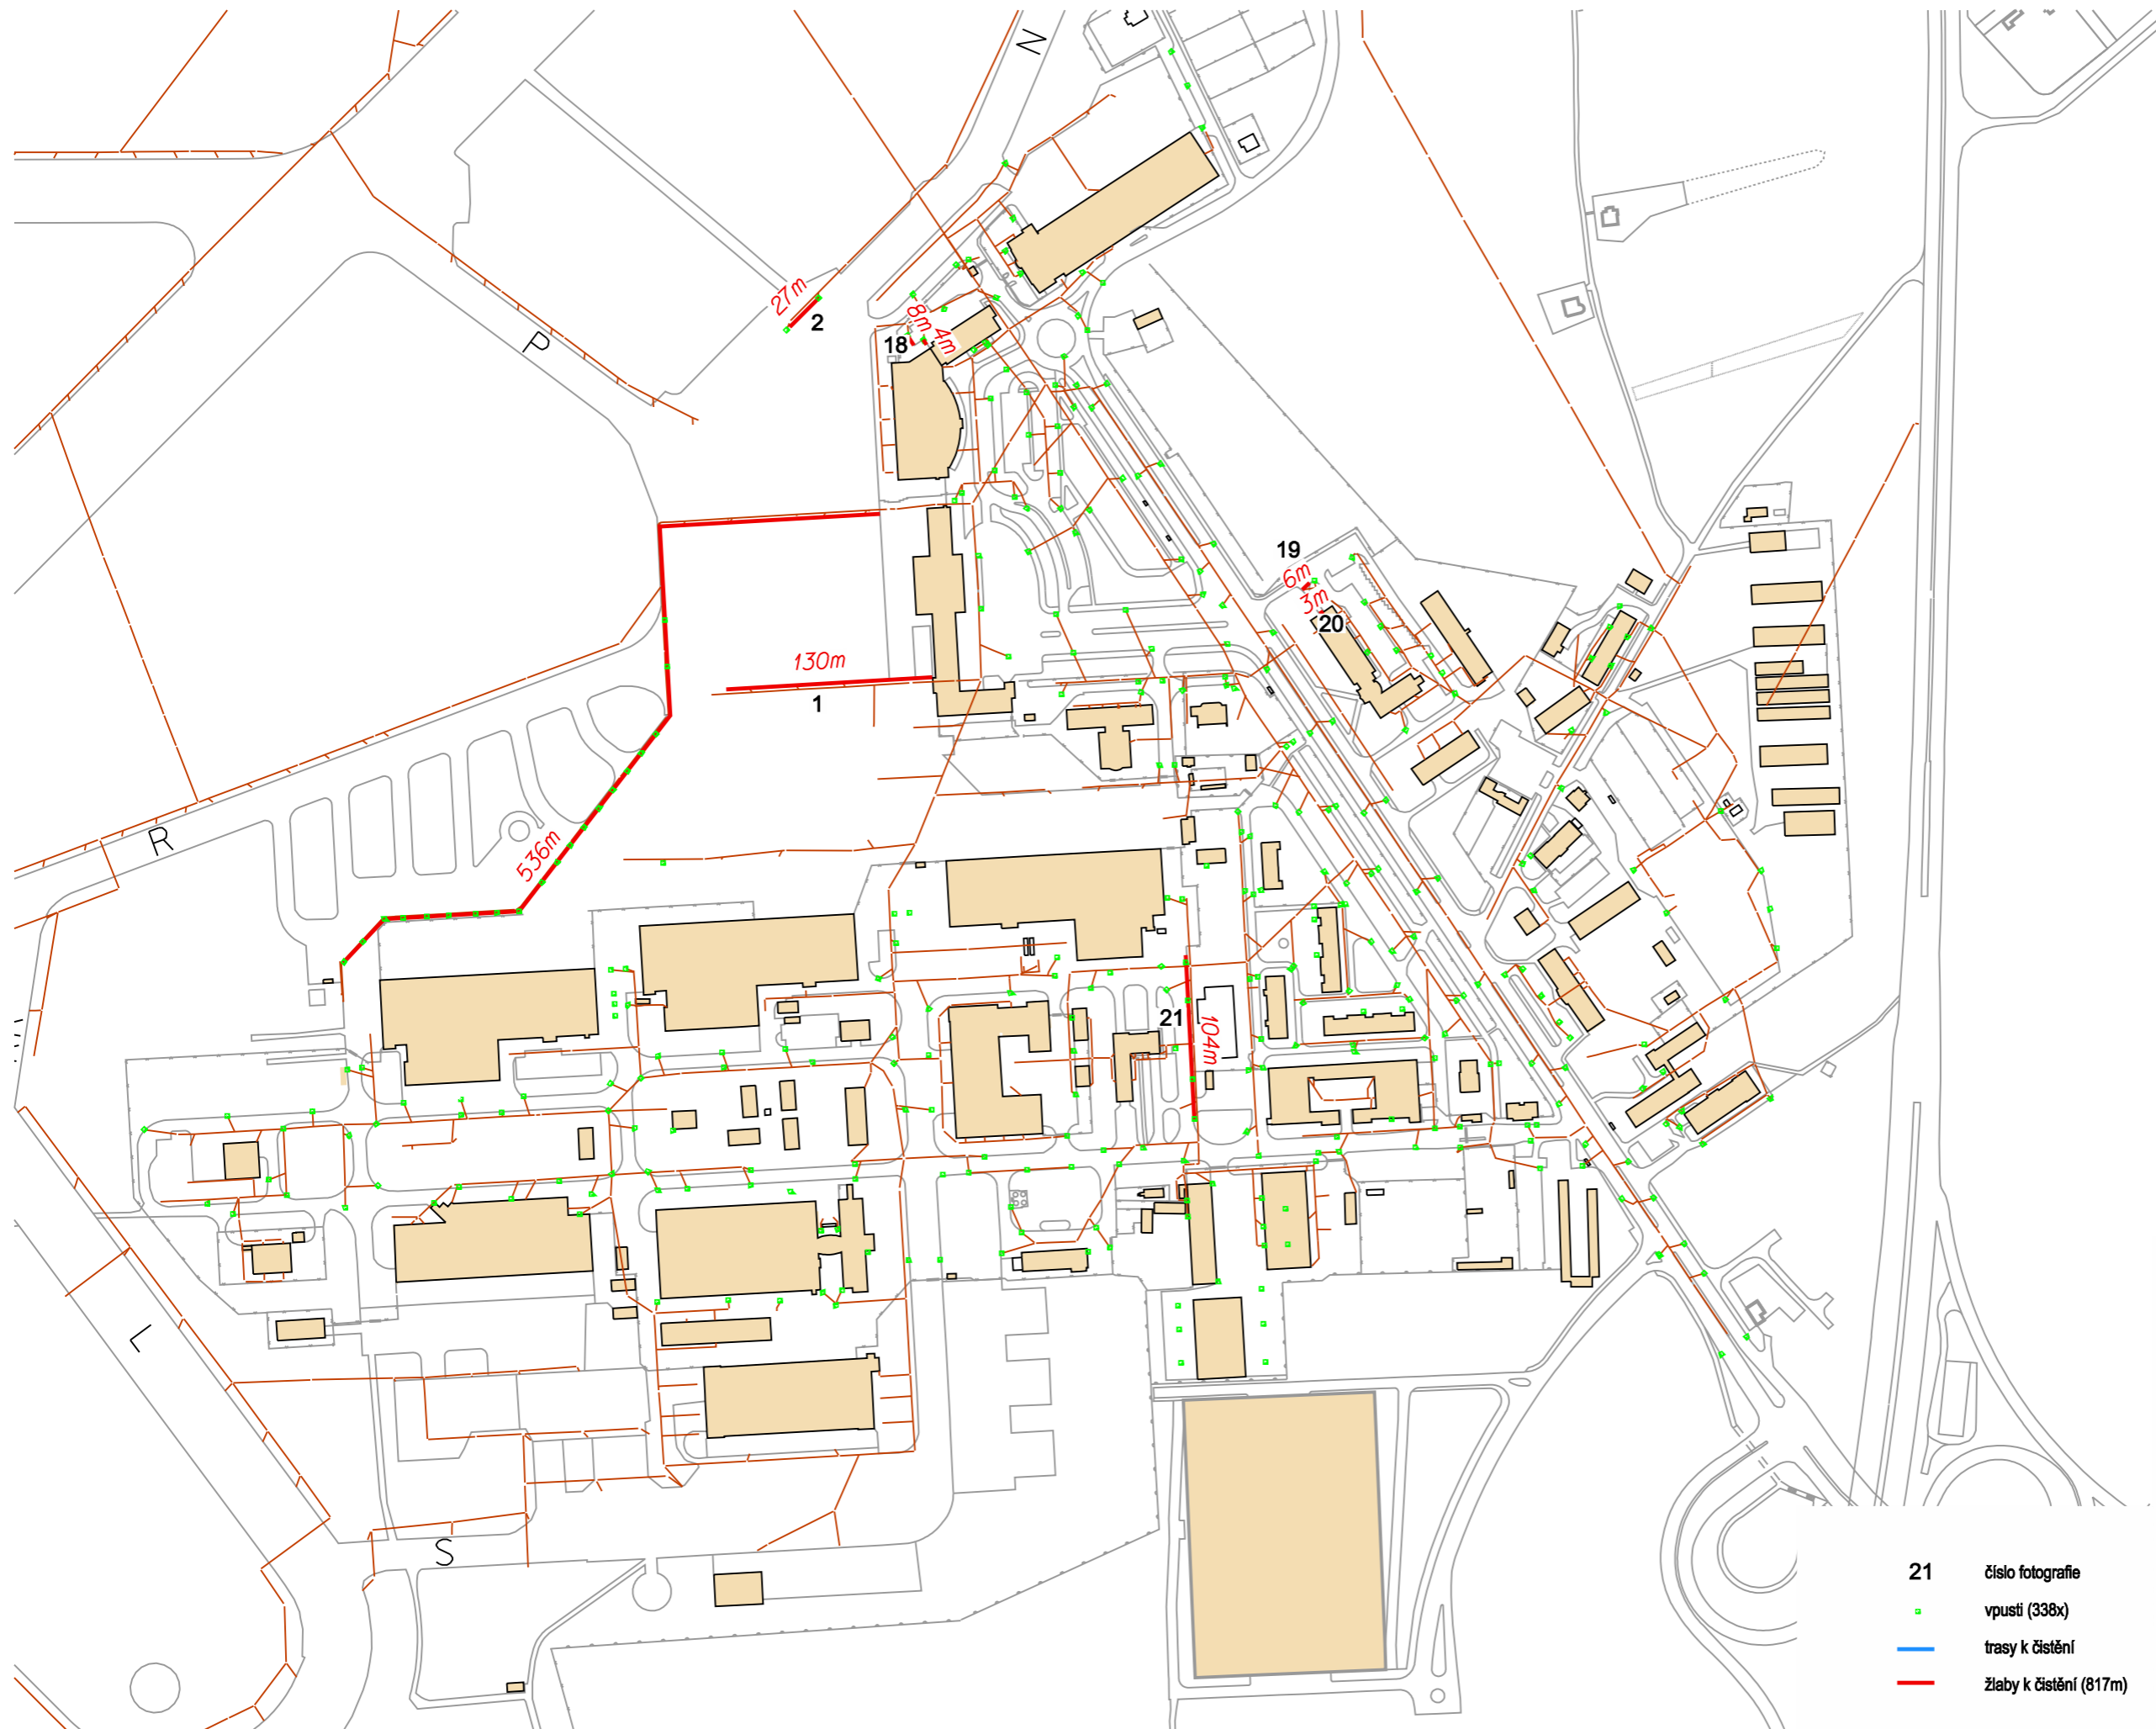 N
27m
2
P
8m
4m
18
19
6m
3m
20
130m
1
R
536m
21
104m
L
S
21 číslo fotografie
vpusti (338x)
trasy k čistění
žlaby k čistění (817m)